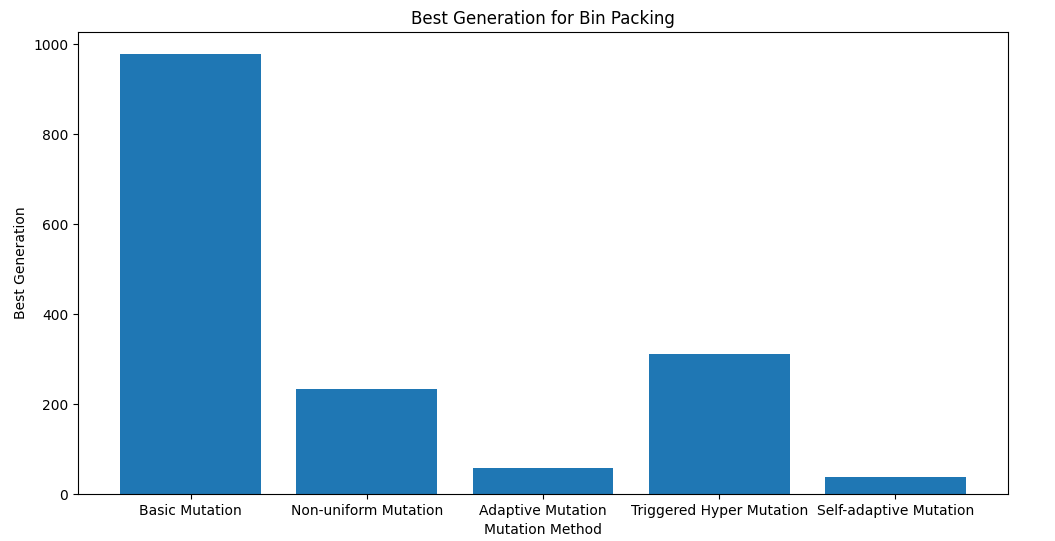 Best Generation for Bin Packing
Best Generation
1000
800
600
400
200
0
Basic Mutation
Non-uniform Mutation
Adaptive Mutation
Triggered Hyper Mutation
Self-adaptive Mutation
Mutation Method